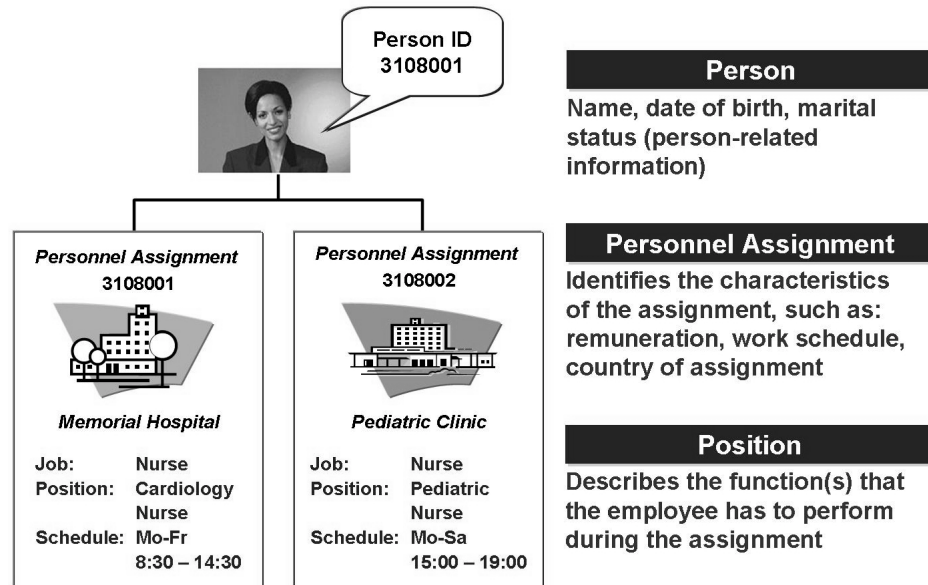 Person ID
3108001
Person
Name, date of birth, marital
status (person-related
information)
Personnel Assignment
3108001
H
Memorial Hospital
Job: Nurse
Position: Cardiology
Nurse
Schedule: Mo-Fr
8:30 – 14:30
Personnel Assignment
3108002
H
Pediatric Clinic
Job: Nurse
Position: Pediatric
Nurse
Schedule: Mo-Sa
15:00 – 19:00
Personnel Assignment
Identifies the characteristics
of the assignment, such as:
remuneration, work schedule,
country of assignment
Position
Describes the function(s) that
the employee has to perform
during the assignment